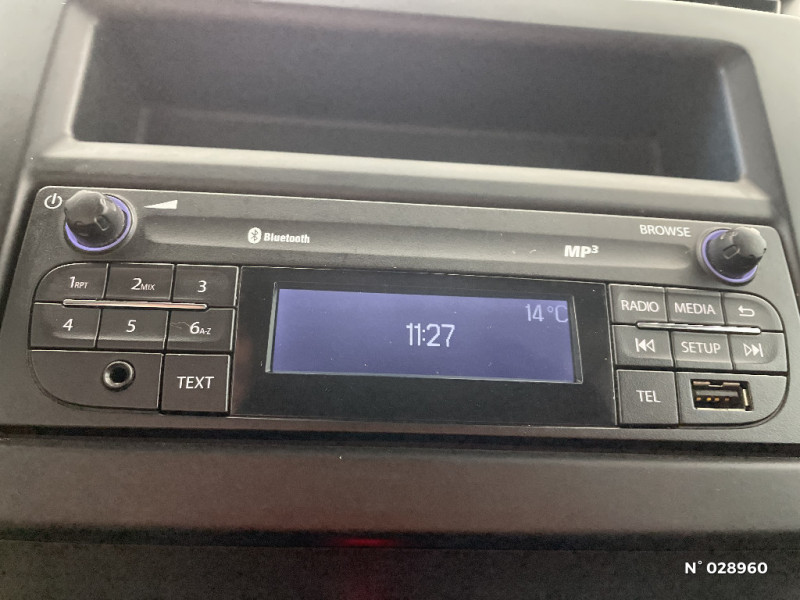 Bluetooth
MP3
BROWSE
1RPT
2MIX
3
4
5
6A-Z
TEXT
14°C
11:27
RADIO
MEDIA
SETUP
TEL
N° 028960